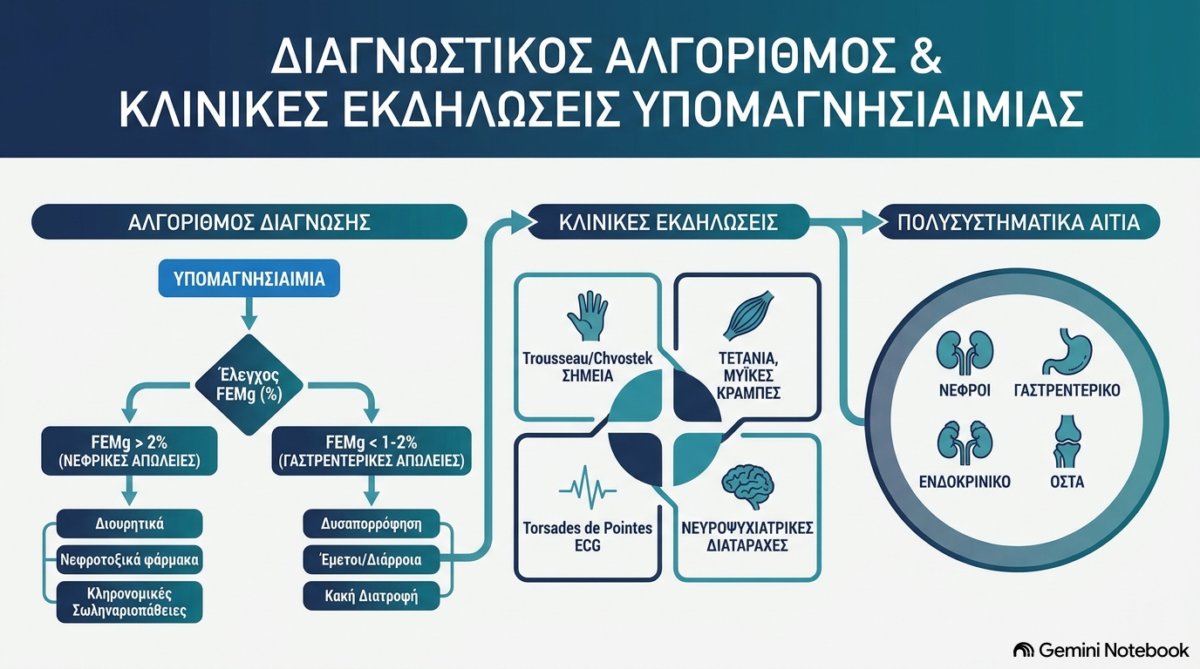 ΔΙΑΓΝΩΣΤΙΚΟΣ ΑΛΓΟΡΙΘΜΟΣ &
ΚΛΙΝΙΚΕΣ ΕΚΔΗΛΩΣΕΙΣ ΥΠΟΜΑΓΝΗΣΙΑΙΜΙΑΣ
ΑΛΓΟΡΙΘΜΟΣ ΔΙΑΓΝΩΣΗΣ
ΥΠΟΜΑΓΝΗΣΙΑΙΜΙΑ
Έλεγχος
FEMg (%)
FEMg > 2%
(ΝΕΦΡΙΚΕΣ ΑΠΩΛΕΙΕΣ)
FEMg < 1-2%
(ΓΑΣΤΡΕΝΤΕΡΙΚΕΣ ΑΠΩΛΕΙΕΣ)
Διουρητικά
Νεφροτοξικά φάρμακα
Κληρονομικές
Σωληναριοπάθειες
Δυσαπορρόφηση
Έμετοι/Διάρροια
Κακή Διατροφή
ΚΛΙΝΙΚΕΣ ΕΚΔΗΛΩΣΕΙΣ
Trousseau/Chvostek
ΣΗΜΕΙΑ
ΤΕΤΑΝΙΑ,
ΜΥΪΚΕΣ
ΚΡΑΜΠΕΣ
Torsades de Pointes
ECG
ΝΕΥΡΟΨΥΧΙΑΤΡΙΚΕΣ
ΔΙΑΤΑΡΑΧΕΣ
ΠΟΛΥΣΥΣΤΗΜΑΤΙΚΑ ΑΙΤΙΑ
ΝΕΦΡΟΙ
ΓΑΣΤΡΕΝΤΕΡΙΚΟ
ΕΝΔΟΚΡΙΝΙΚΟ
ΟΣΤΑ
Gemini Notebook